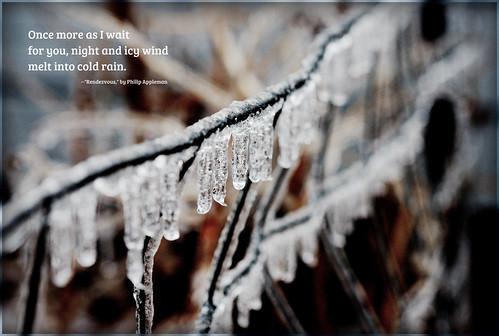 Once more as I wait
for you, night and icy wind
melt into cold rain.
--"Rendezvous," by Philip Appleman